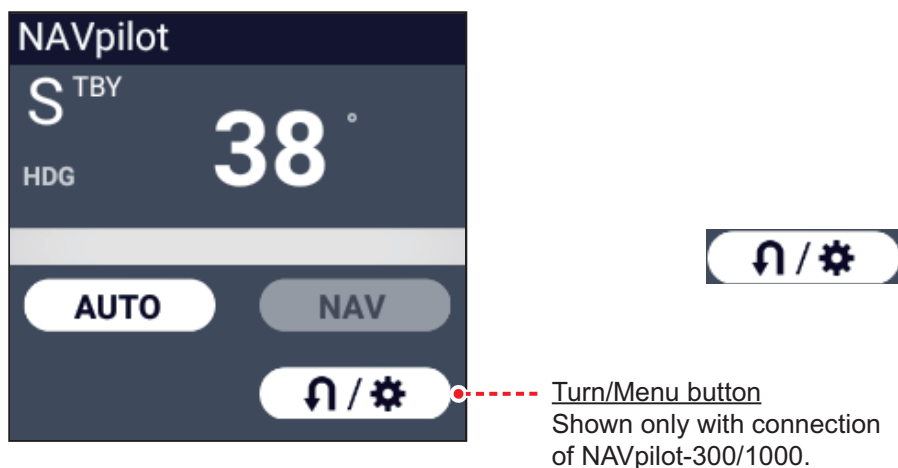 NAVpilot
S TBY
38°
HDG
AUTO
NAV
/
/
Turn/Menu button
Shown only with connection
of NAVpilot-300/1000.